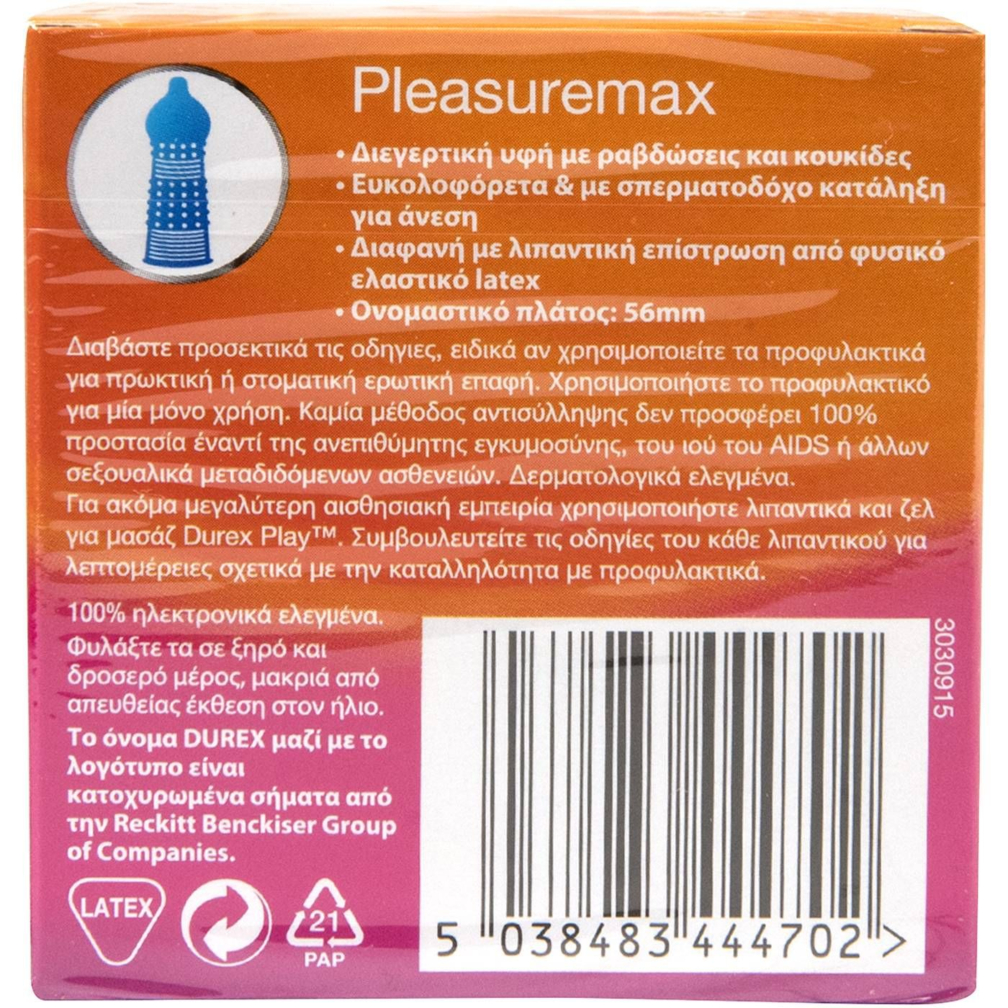 Pleasuremax
• Διεγερτική υφή με ραβδώσεις και κουκίδες
• Ευκολοφόρετα & με σπερματοδόχο κατάληξη
για άνεση
• Διαφανή με λιπαντική επίστρωση από φυσικό
ελαστικό latex
• Ονομαστικό πλάτος: 56mm
Διαβάστε προσεκτικά τις οδηγιες, ειδικά αν χρησιμοποιείτε τα προφυλακτικά
για πρωκτική ή στοματική ερωτική επαφή. Χρησιμοποιήστε το προφυλακτικό
για μία μόνο χρήση. Καμία μέθοδος αντισύλληψης δεν προσφέρει 100%
προστασία έναντί της ανεπιθύμητης εγκυμοσύνης, του ιού του AIDS ή άλλων
σεξουαλικά μεταδιδόμενων ασθενειών. Δερματολογικά ελεγμένα.
Για ακόμα μεγαλύτερη αισθησιακή εμπειρία χρησιμοποιήστε λιπαντικά και ζελ
για μασάζ Durex Play™. Συμβουλευτείτε τις οδηγίες του κάθε λιπαντικού για
λεπτομέρειες σχετικά με την καταλληλότητα με προφυλακτικά.
100% ηλεκτρονικά ελεγμένα.
Φυλάξτε τα σε ξηρό και
δροσερό μέρος, μακριά από
απευθείας έκθεση στον ήλιο.
Το όνομα DUREX μαζί με το
λογότυπο είναι
κατοχυρωμένα σήματα από
την Reckitt Benckiser Group
of Companies.
LATEX
21
PAP
3030915
5 038483 444702 >